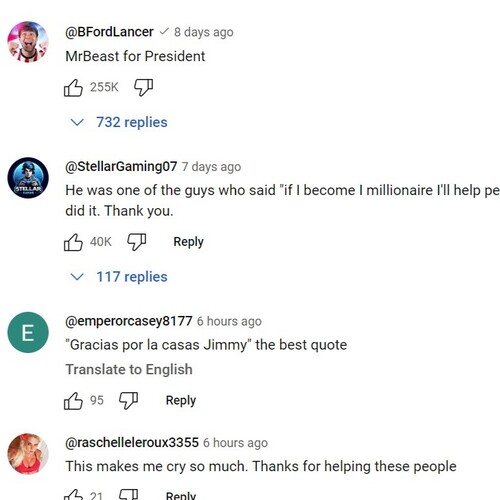 @BFordLancer 8 days ago
MrBeast for President
255K
732 replies
STELLAR
@StellarGaming07 7 days ago
He was one of the guys who said "if I become I millionaire I'll help pe
did it. Thank you.
40K Reply
117 replies
E
@emperorcasey8177 6 hours ago
"Gracias por la casas Jimmy" the best quote
Translate to English
95 Reply
@raschelleleroux3355 6 hours ago
This makes me cry so much. Thanks for helping these people
21 Reply